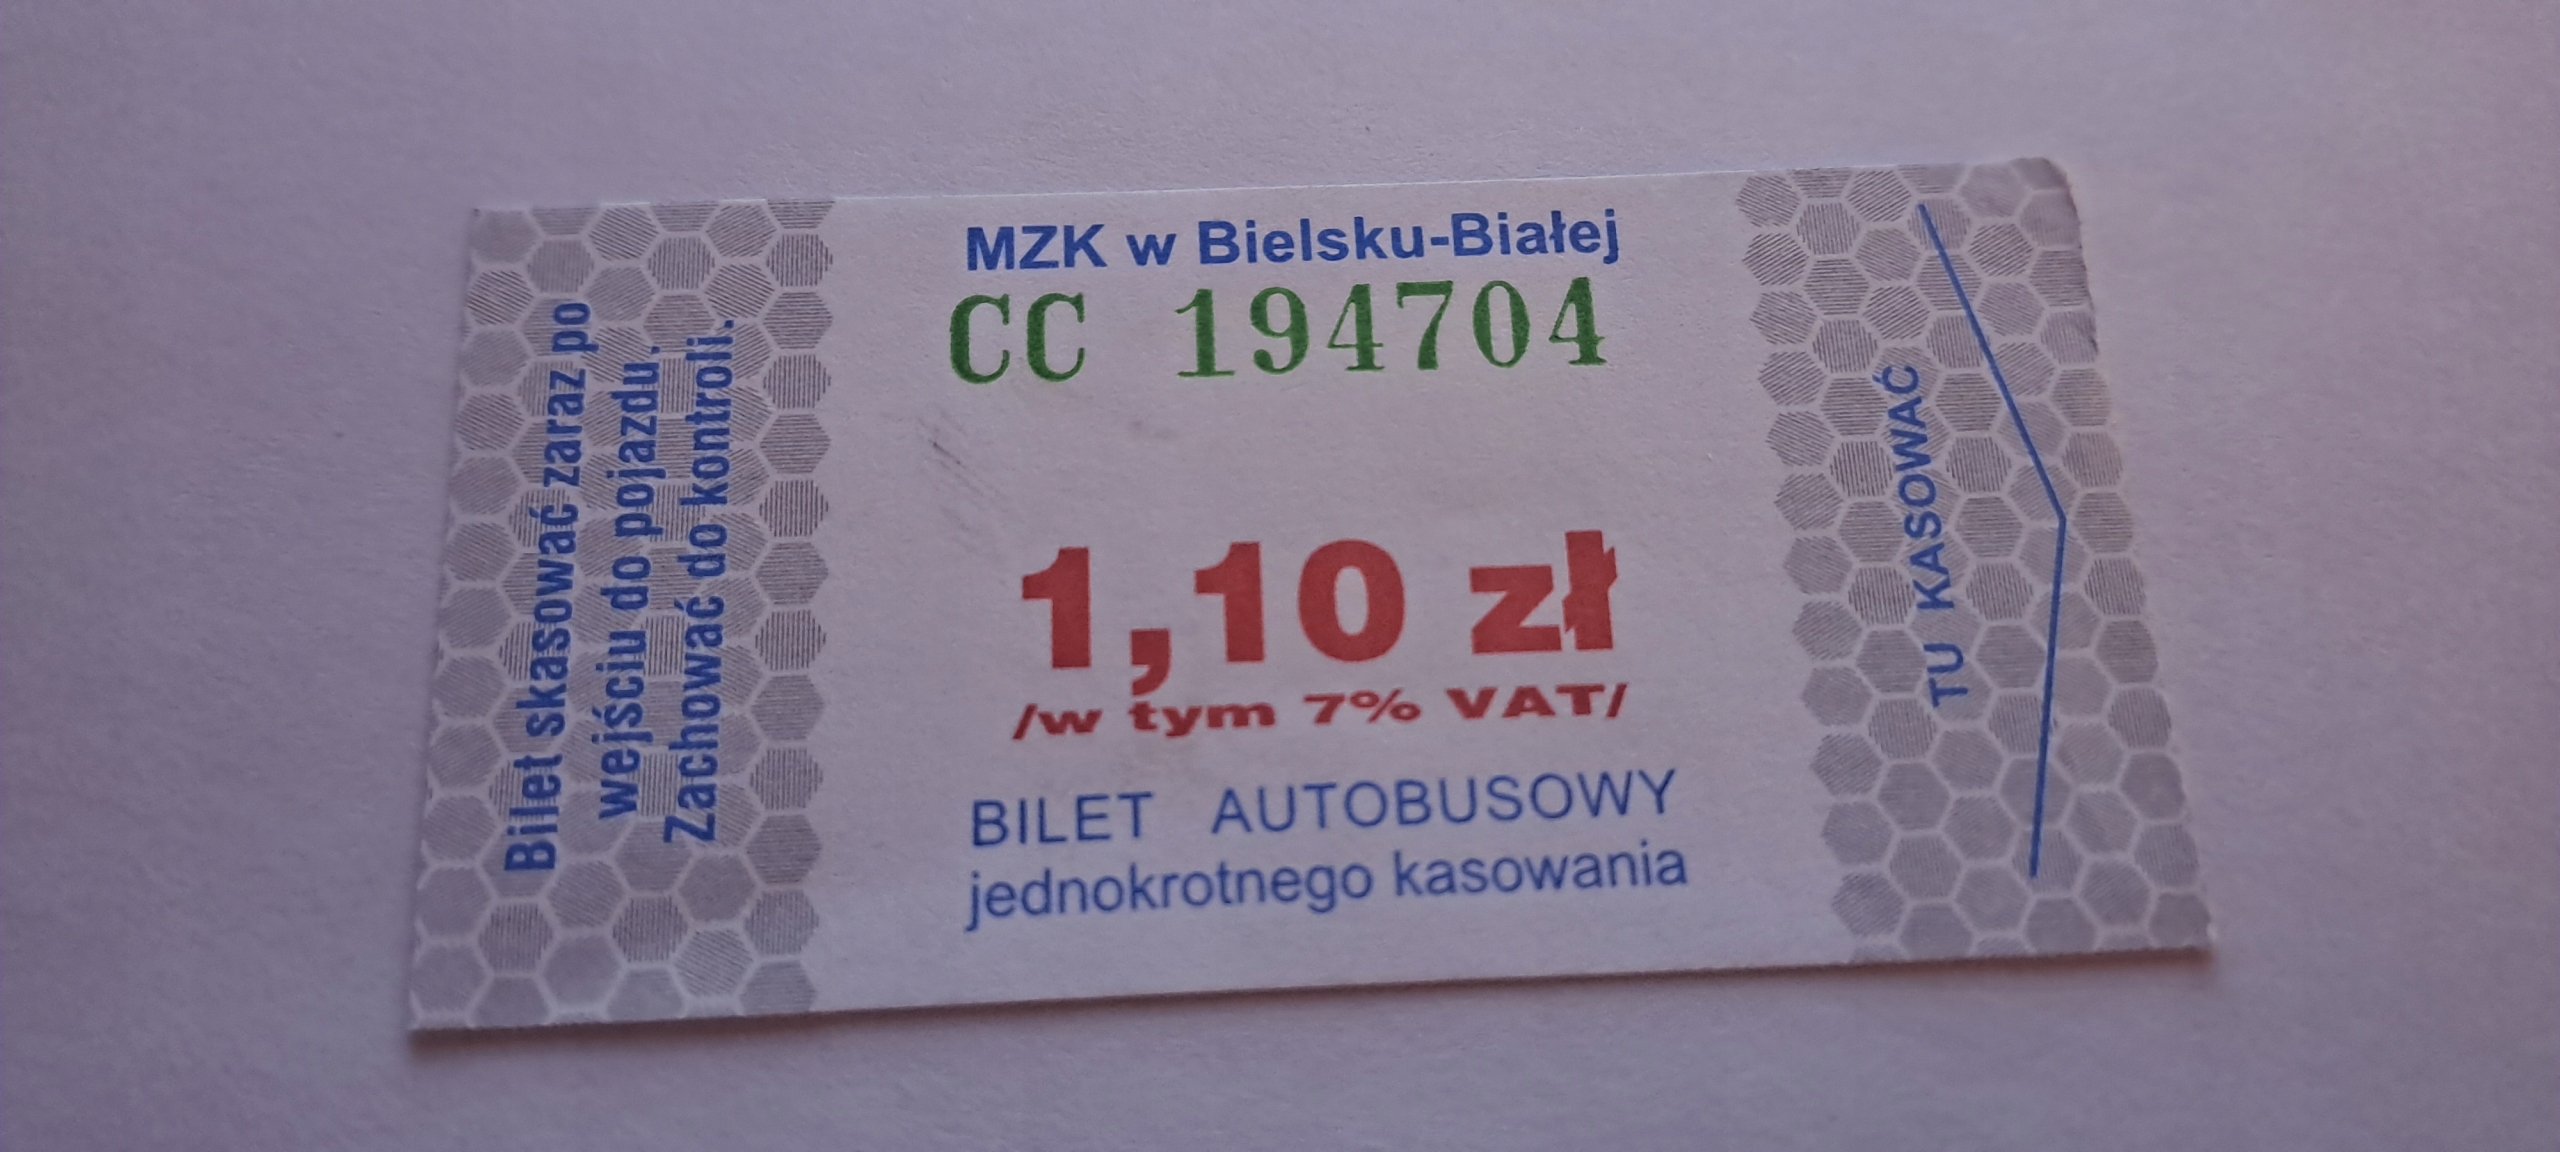 Bilet skasować zaraz po
wejściu do pojazdu.
Zachować do kontroli.
MZK w Bielsku-Białej
CC 194704
1,10 zł
/w tym 7% VAT/
BILET AUTOBUSOWY
jednokrotnego kasowania
TU KASOWAĆ